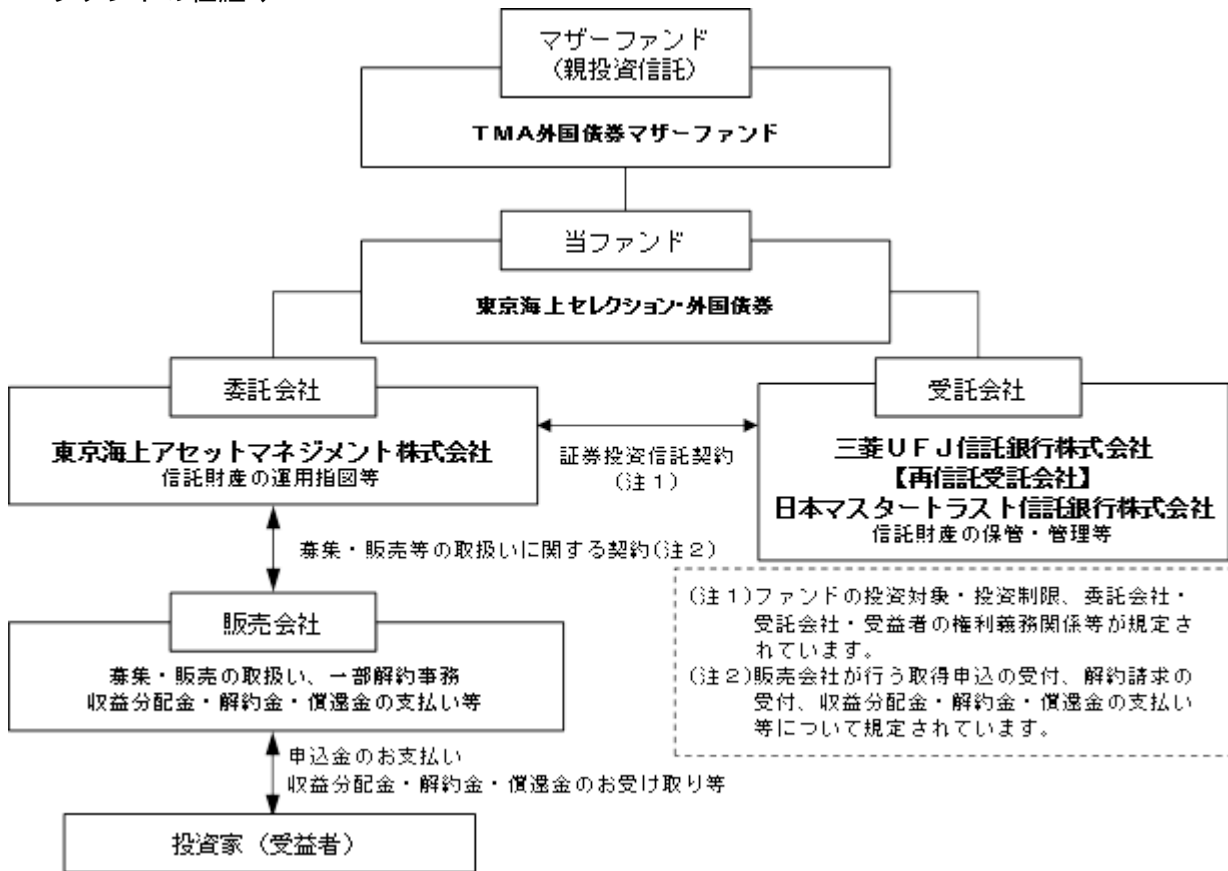 マザーファンド
（親投資信託）
ＴＭＡ外国債券マザーファンド
当ファンド
東京海上セレクション・外国債券
委託会社
東京海上アセットマネジメント株式会社
信託財産の運用指図等
証券投資信託契約
（注１）
受託会社
三菱ＵＦＪ信託銀行株式会社
【再信託受託会社】
日本マスタートラスト信託銀行株式会社
信託財産の保管・管理等
募集・販売等の取扱いに関する契約（注２）
販売会社
募集・販売の取扱い、一部解約事務
収益分配金・解約金・償還金の支払い等
（注１）ファンドの投資対象・投資制限、委託会社・
受託会社・受益者の権利義務関係等が規定さ
れています。
（注２）販売会社が行う取得申込の受付、解約請求の
受付、収益分配金・解約金・償還金の支払い
等について規定されています。
申込金のお支払い
収益分配金・解約金・償還金のお受け取り等
投資家（受益者）